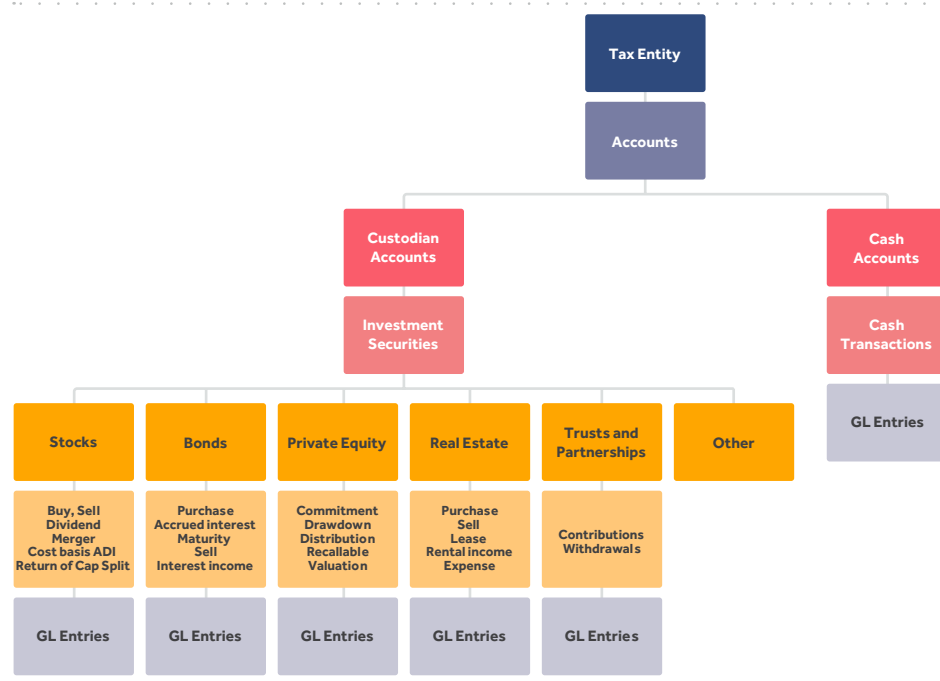 Tax Entity
Accounts
Custodian
Accounts
Cash
Accounts
Investment
Securities
Cash
Transactions
GL Entries
Stocks
Bonds
Private Equity
Real Estate
Trusts and
Partnerships
Other
Buy, Sell
Dividend
Merger
Cost basis ADI
Return of Cap Split
Purchase
Accrued interest
Maturity
Sell
Interest income
Commitment
Drawdown
Distribution
Recallable
Valuation
Purchase
Sell
Lease
Rental income
Expense
Contributions
Withdrawals
GL Entries
GL Entries
GL Entries
GL Entries
GL Entries